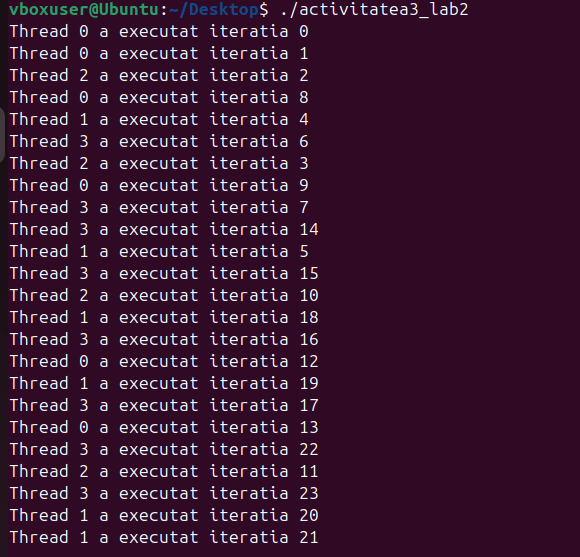 vboxuser@Ubuntu:~/Desktop$ ./activitatea3_lab2
Thread 0 a executat iteratia 0
Thread 0 a executat iteratia 1
Thread 2 a executat iteratia 2
Thread 0 a executat iteratia 8
Thread 1 a executat iteratia 4
Thread 3 a executat iteratia 6
Thread 2 a executat iteratia 3
Thread 0 a executat iteratia 9
Thread 3 a executat iteratia 7
Thread 3 a executat iteratia 14
Thread 1 a executat iteratia 5
Thread 3 a executat iteratia 15
Thread 2 a executat iteratia 10
Thread 1 a executat iteratia 18
Thread 3 a executat iteratia 16
Thread 0 a executat iteratia 12
Thread 1 a executat iteratia 19
Thread 3 a executat iteratia 17
Thread 0 a executat iteratia 13
Thread 3 a executat iteratia 22
Thread 2 a executat iteratia 11
Thread 3 a executat iteratia 23
Thread 1 a executat iteratia 20
Thread 1 a executat iteratia 21